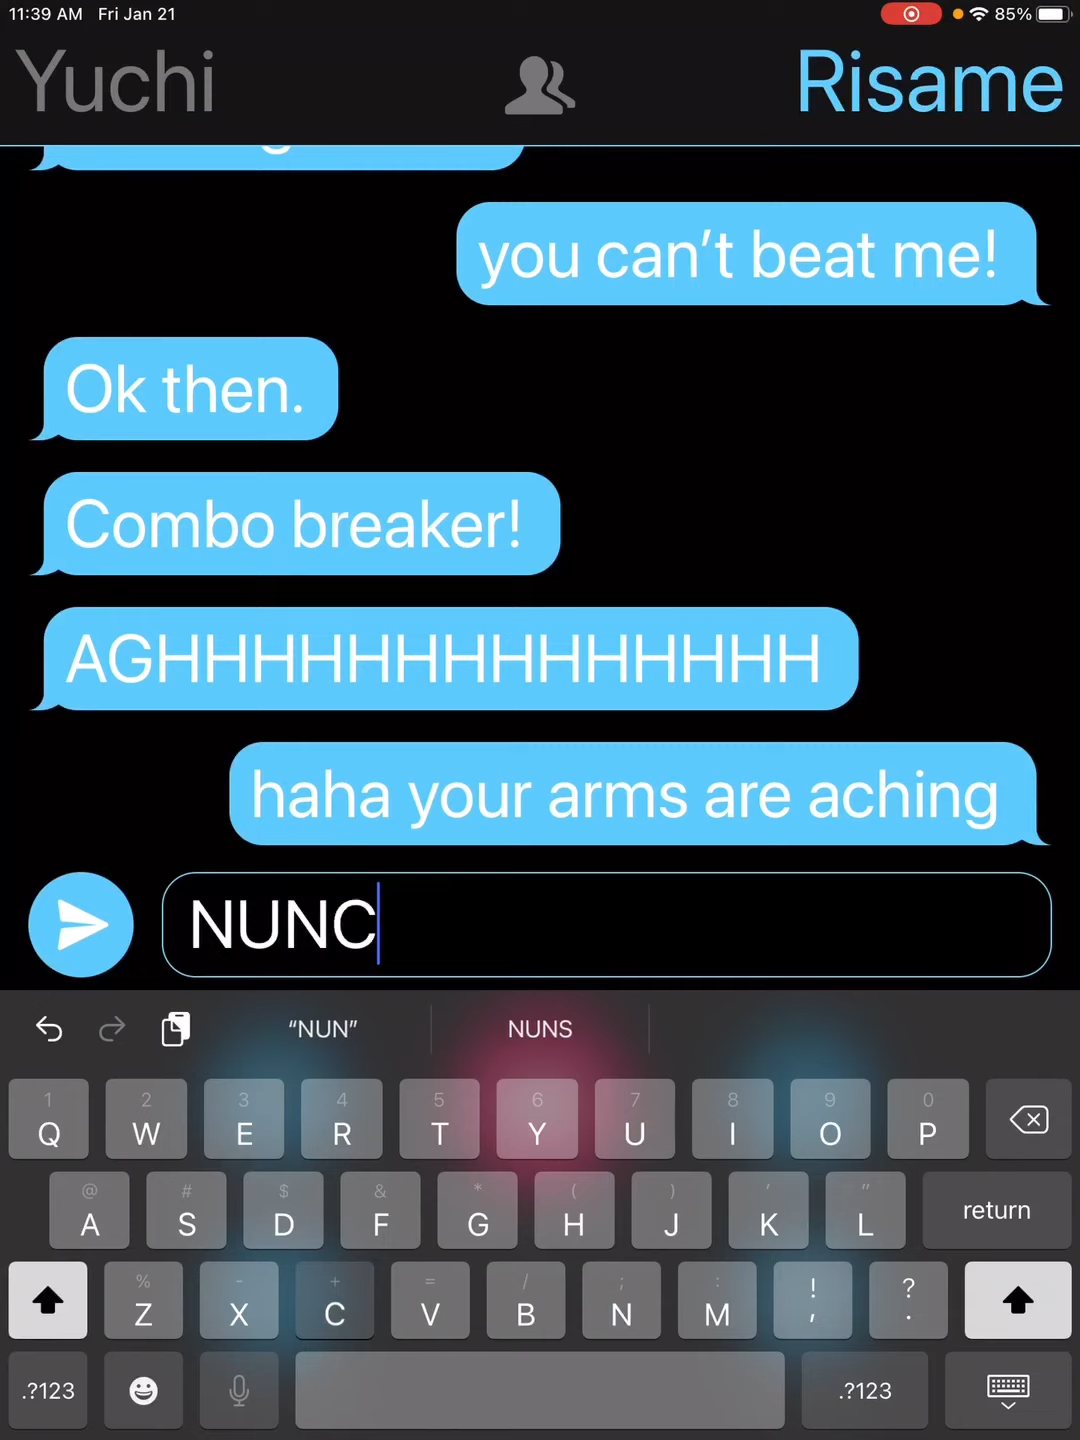 11:39 AM Fri Jan 21 85%
Yuchi Risame
you can't beat me!
Ok then.
Combo breaker!
AGHHHHHHHHHHHHHH
haha your arms are aching
NUNC
“NUN” NUNS
1 2 3 4 5 6 7 8 9 0
Q W E R T Y U I O P
@ # $ & * ( ) ' "
A S D F G H J K L return
% - + = / ; : ! ?
Z X C V B N M , .
.?123 .?123